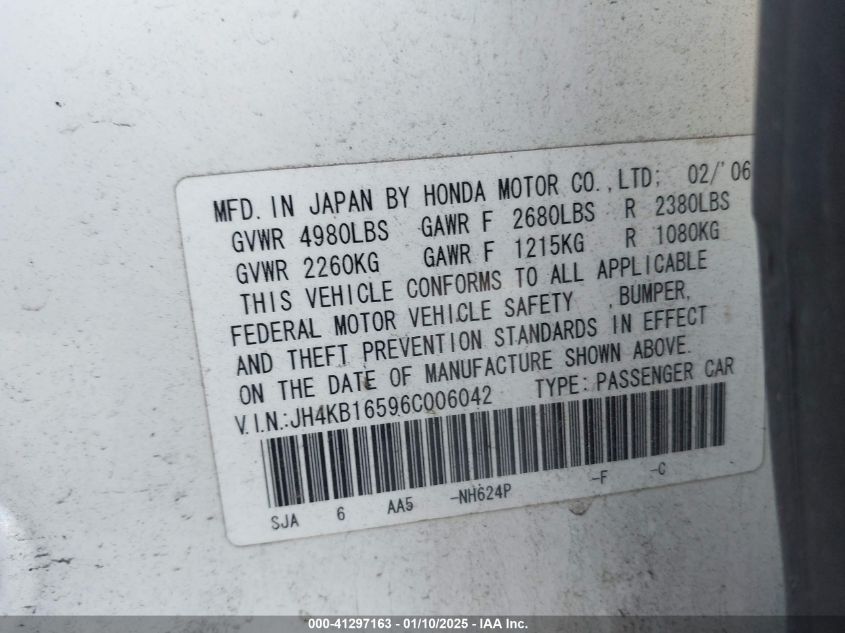 MFD. IN JAPAN BY HONDA MOTOR CO.,LTD; 02/'06
GVWR 4980LBS GAWR F 2680LBS R 2380LBS
GVWR 2260KG GAWR F 1215KG R 1080KG
THIS VEHICLE CONFORMS TO ALL APPLICABLE
FEDERAL MOTOR VEHICLE SAFETY ,BUMPER,
AND THEFT PREVENTION STANDARDS IN EFFECT
ON THE DATE OF MANUFACTURE SHOWN ABOVE.
V.I.N.:JH4KB16596C006042 TYPE: PASSENGER CAR
SJA 6 AA5 -NH624P -F -C
000-41297163 - 01/10/2025 - IAA Inc.